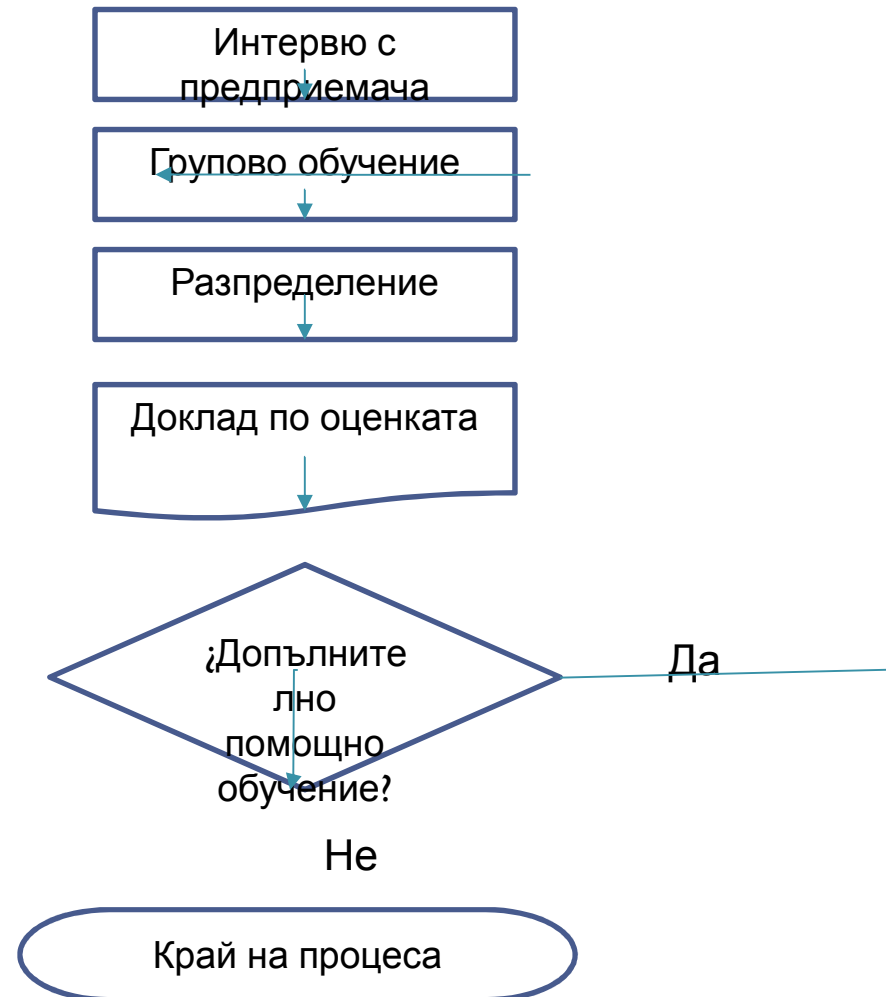 Интервю с
предприемача
Групово обучение
Разпределение
Доклад по оценката
¿Допълните
лно
помощно
обучение?
Да
Не
Край на процеса